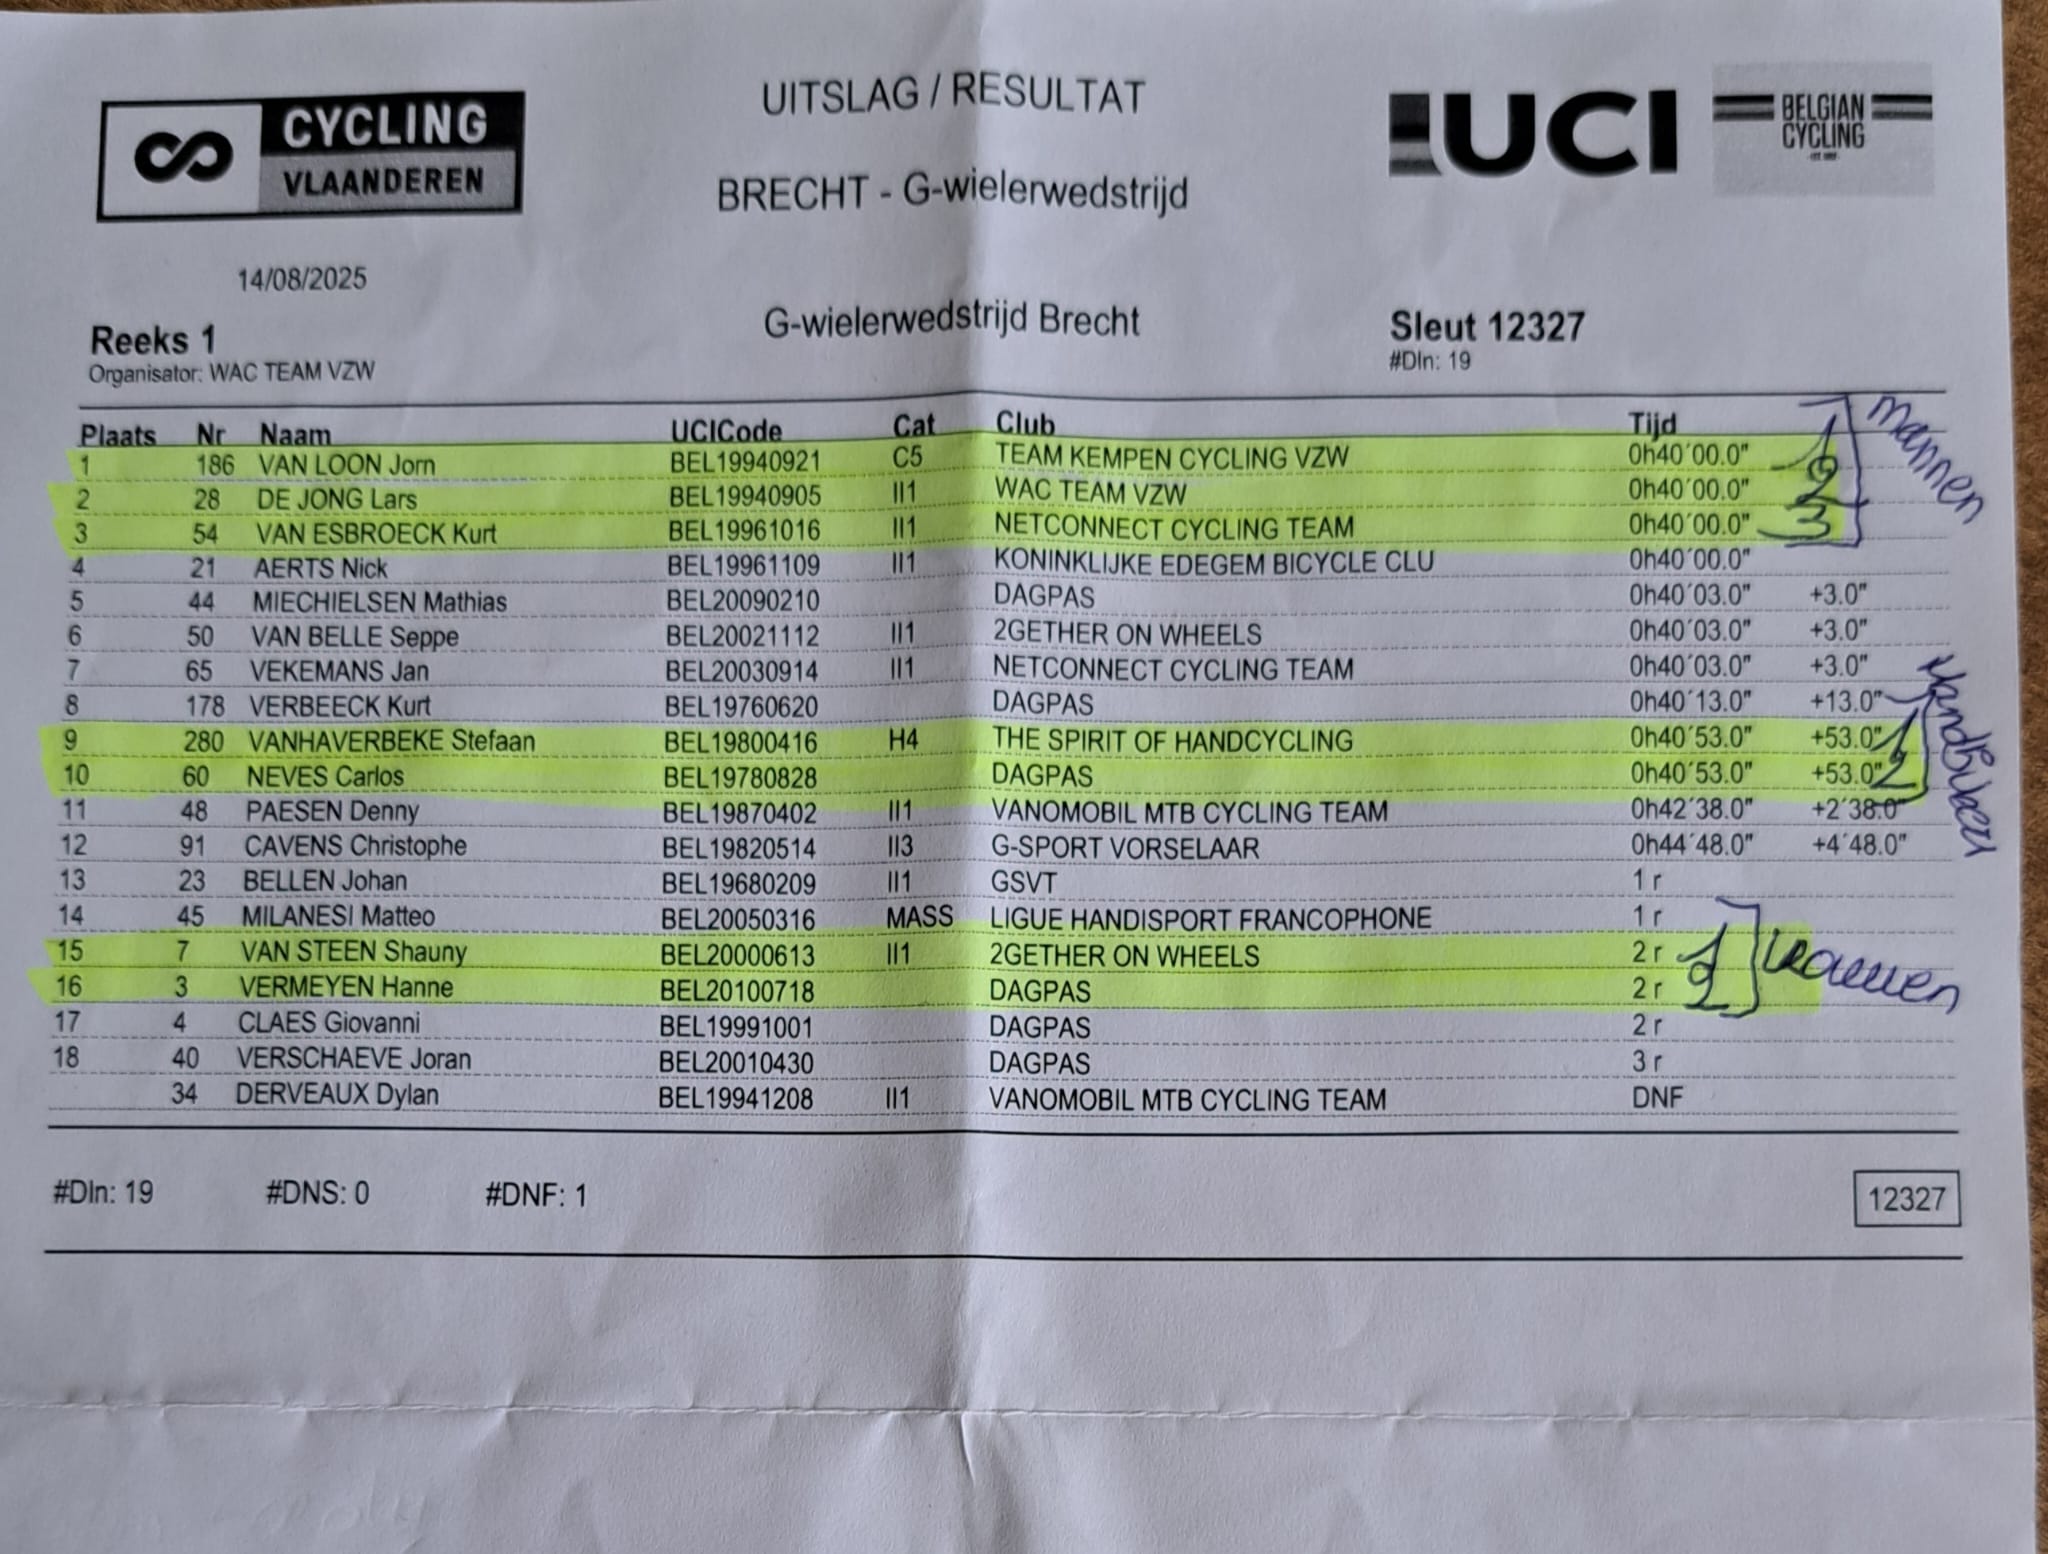 CYCLING
VLAANDEREN
UITSLAG / RESULTAT
UCI
BELGIAN
CYCLING
BRECHT - G-wielerwedstrijd
14/08/2025
G-wielerwedstrijd Brecht
Reeks 1
Sleut 12327
Organisator: WAC TEAM VZW
#Dln: 19
Plaats Nr Naam UCICode Cat Club Tijd
1 186 VAN LOON Jorn BEL19940921 C5 TEAM KEMPEN CYCLING VZW 0h40´00.0" 1
2 28 DE JONG Lars BEL19940905 II1 WAC TEAM VZW 0h40´00.0" 2
3 54 VAN ESBROECK Kurt BEL19961016 II1 NETCONNECT CYCLING TEAM 0h40´00.0" 3
Mannen
4 21 AERTS Nick BEL19961109 II1 KONINKLIJKE EDEGEM BICYCLE CLU 0h40´00.0"
5 44 MIECHIELSEN Mathias BEL20090210 DAGPAS 0h40´03.0" +3.0"
6 50 VAN BELLE Seppe BEL20021112 II1 2GETHER ON WHEELS 0h40´03.0" +3.0"
7 65 VEKEMANS Jan BEL20030914 II1 NETCONNECT CYCLING TEAM 0h40´03.0" +3.0"
8 178 VERBEECK Kurt BEL19760620 DAGPAS 0h40´13.0" +13.0"
9 280 VANHAVERBEKE Stefaan BEL19800416 H4 THE SPIRIT OF HANDCYCLING 0h40´53.0" +53.0" 1
10 60 NEVES Carlos BEL19780828 DAGPAS 0h40´53.0" +53.0" 2
11 48 PAESEN Denny BEL19870402 II1 VANOMOBIL MTB CYCLING TEAM 0h42´38.0" +2´38.0"
12 91 CAVENS Christophe BEL19820514 II3 G-SPORT VORSELAAR 0h44´48.0" +4´48.0"
13 23 BELLEN Johan BEL19680209 II1 GSVT 1 r
14 45 MILANESI Matteo BEL20050316 MASS LIGUE HANDISPORT FRANCOPHONE 1 r
15 7 VAN STEEN Shauny BEL20000613 II1 2GETHER ON WHEELS 2 r 1
16 3 VERMEYEN Hanne BEL20100718 DAGPAS 2 r 2
17 4 CLAES Giovanni BEL19991001 DAGPAS 2 r
18 40 VERSCHAEVE Joran BEL20010430 DAGPAS 3 r
34 DERVEAUX Dylan BEL19941208 II1 VANOMOBIL MTB CYCLING TEAM DNF
#Dln: 19 #DNS: 0 #DNF: 1
12327